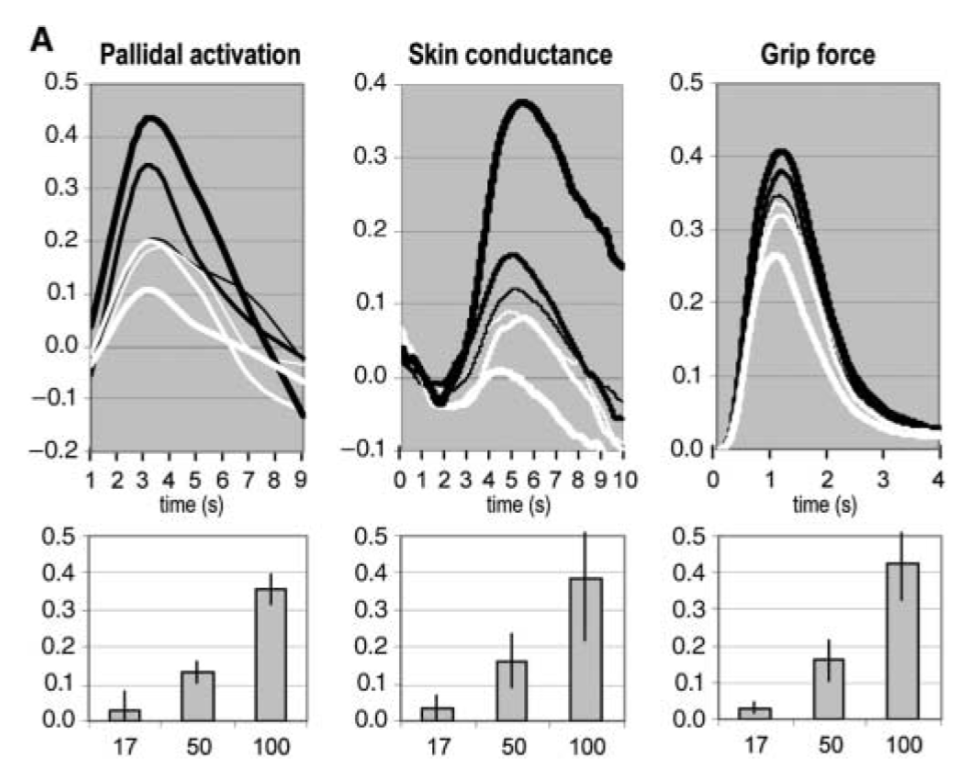 A
Pallidal activation Skin conductance Grip force
0.5 0.4 0.5
0.4 0.3 0.4
0.3 0.2 0.3
0.2 0.1 0.2
0.1 0.0 0.1
0.0 −0.1 0.0
−0.1
−0.2
1 2 3 4 5 6 7 8 9 0 1 2 3 4 5 6 7 8 9 10 0 1 2 3 4
time (s) time (s) time (s)
0.5 0.5 0.5
0.4 0.4 0.4
0.3 0.3 0.3
0.2 0.2 0.2
0.1 0.1 0.1
0.0 0.0 0.0
17 50 100 17 50 100 17 50 100